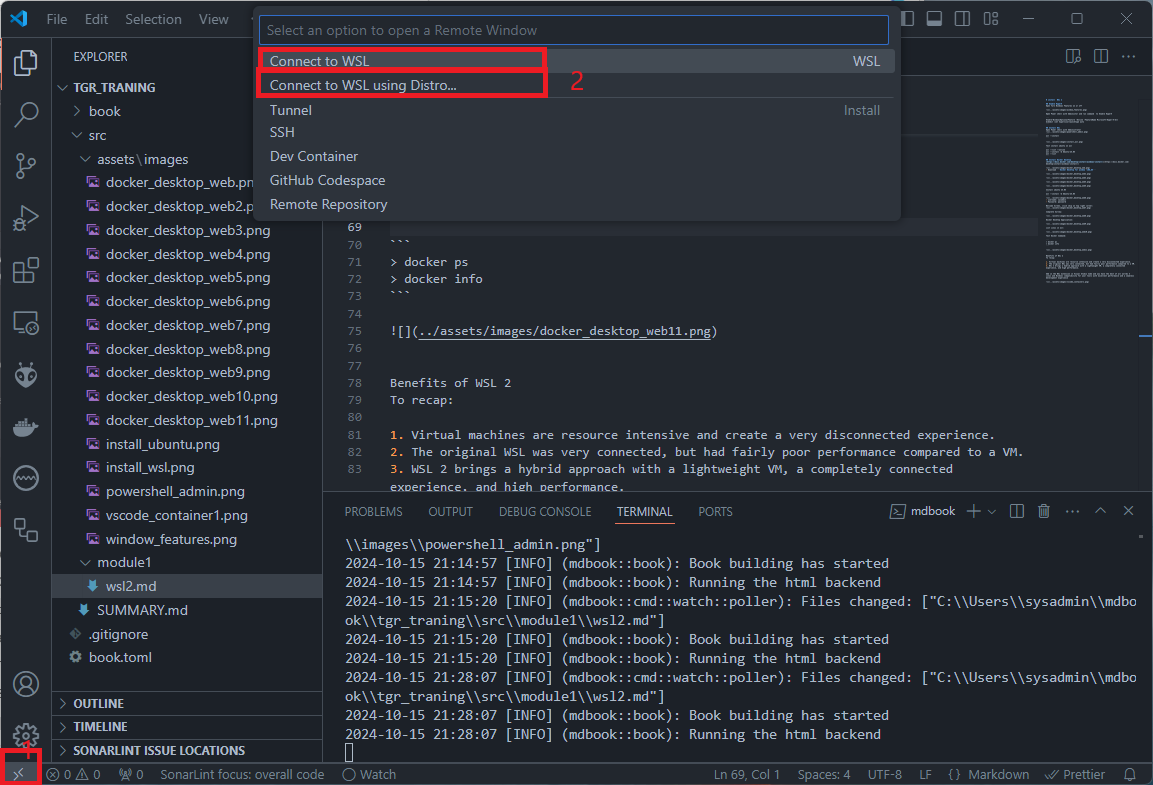 File Edit Selection View
Select an option to open a Remote Window
Connect to WSL WSL
Connect to WSL using Distro...
2
Tunnel Install
SSH
Dev Container
GitHub Codespace
Remote Repository
EXPLORER
TGR_TRANING
book
src
assets\images
docker_desktop_web.pn
docker_desktop_web2.p
docker_desktop_web3.png
docker_desktop_web4.png
docker_desktop_web5.png
docker_desktop_web6.png
docker_desktop_web7.png
docker_desktop_web8.png
docker_desktop_web9.png
docker_desktop_web10.png
docker_desktop_web11.png
install_ubuntu.png
install_wsl.png
powershell_admin.png
vscode_container1.png
window_features.png
module1
wsl2.md
SUMMARY.md
.gitignore
book.toml
OUTLINE
TIMELINE
SONARLINT ISSUE LOCATIONS
69
70 ```
71 > docker ps
72 > docker info
73 ```
74
75 ![](../assets/images/docker_desktop_web11.png)
76
77
78 Benefits of WSL 2
79 To recap:
80
81 1. Virtual machines are resource intensive and create a very disconnected experience.
82 2. The original WSL was very connected, but had fairly poor performance compared to a VM.
83 3. WSL 2 brings a hybrid approach with a lightweight VM, a completely connected
experience, and high performance.
PROBLEMS OUTPUT DEBUG CONSOLE TERMINAL PORTS mdbook
\\images\\powershell_admin.png"]
2024-10-15 21:14:57 [INFO] (mdbook::book): Book building has started
2024-10-15 21:14:57 [INFO] (mdbook::book): Running the html backend
2024-10-15 21:15:20 [INFO] (mdbook::cmd::watch::poller): Files changed: ["C:\\Users\\sysadmin\\mdbo
ok\\tgr_traning\\src\\module1\\wsl2.md"]
2024-10-15 21:15:20 [INFO] (mdbook::book): Book building has started
2024-10-15 21:15:20 [INFO] (mdbook::book): Running the html backend
2024-10-15 21:28:07 [INFO] (mdbook::cmd::watch::poller): Files changed: ["C:\\Users\\sysadmin\\mdbo
ok\\tgr_traning\\src\\module1\\wsl2.md"]
2024-10-15 21:28:07 [INFO] (mdbook::book): Book building has started
2024-10-15 21:28:07 [INFO] (mdbook::book): Running the html backend
1
0 0 0 SonarLint focus: overall code Watch Ln 69, Col 1 Spaces: 4 UTF-8 LF {} Markdown Prettier